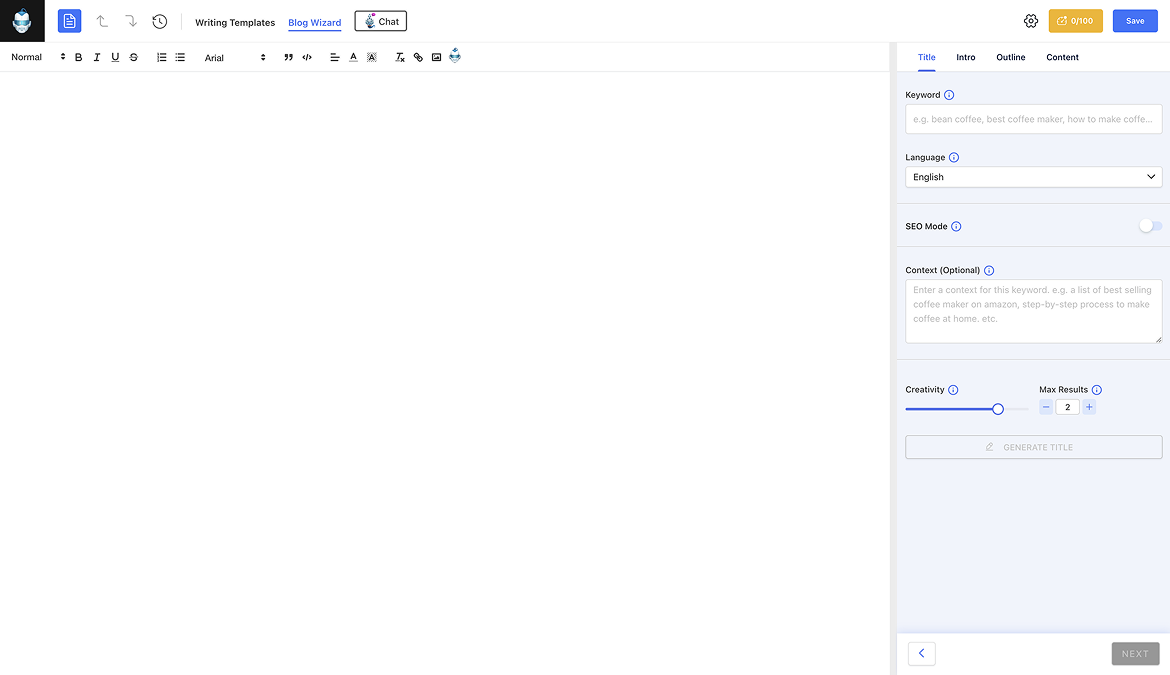 Writing Templates Blog Wizard Chat 0/100 Save
Normal B I U S Arial
Title Intro Outline Content
Keyword
e.g. bean coffee, best coffee maker, how to make coffe...
Language
English
SEO Mode
Context (Optional)
Enter a context for this keyword. e.g. a list of best selling
coffee maker on amazon, step-by-step process to make
coffee at home. etc.
Creativity Max Results
2
GENERATE TITLE
NEXT